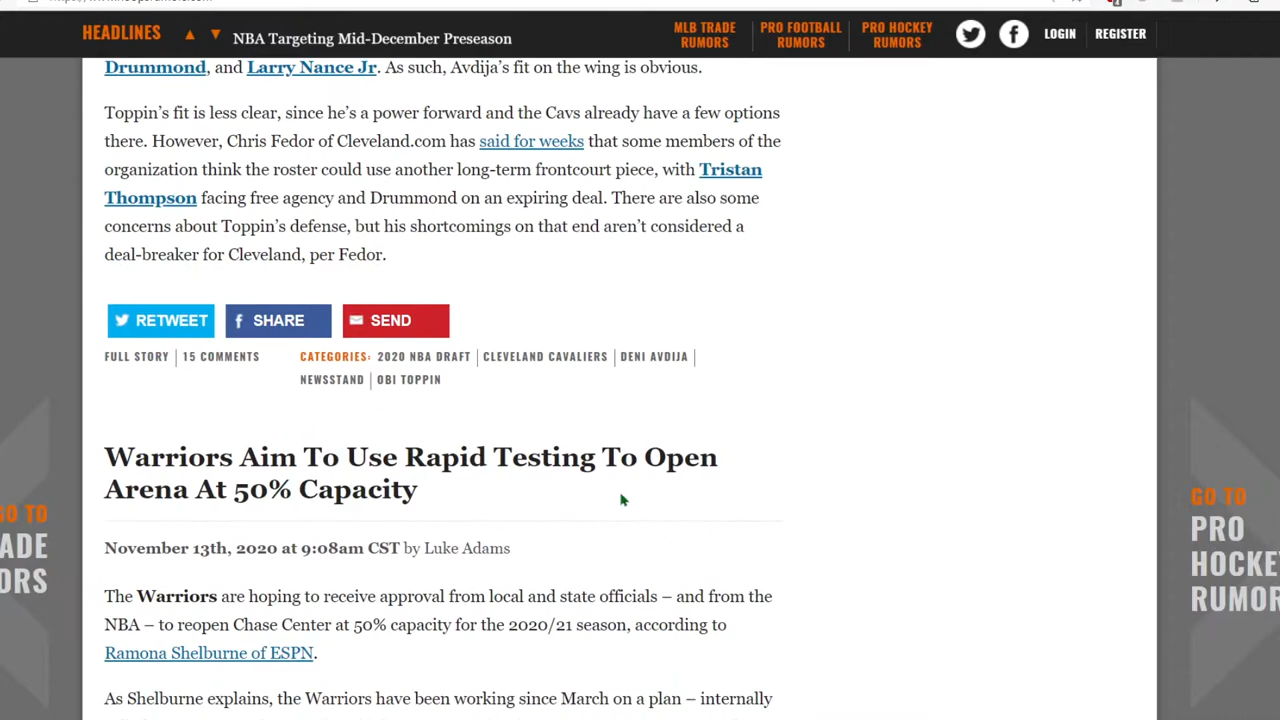 HEADLINES ▲ ▼ NBA Targeting Mid-December Preseason
MLB TRADE RUMORS
PRO FOOTBALL RUMORS
PRO HOCKEY RUMORS
LOGIN REGISTER
Drummond, and Larry Nance Jr. As such, Avdija’s fit on the wing is obvious.
Toppin’s fit is less clear, since he’s a power forward and the Cavs already have a few options
there. However, Chris Fedor of Cleveland.com has said for weeks that some members of the
organization think the roster could use another long-term frontcourt piece, with Tristan
Thompson facing free agency and Drummond on an expiring deal. There are also some
concerns about Toppin’s defense, but his shortcomings on that end aren’t considered a
deal-breaker for Cleveland, per Fedor.
RETWEET SHARE SEND
FULL STORY | 15 COMMENTS CATEGORIES: 2020 NBA DRAFT | CLEVELAND CAVALIERS | DENI AVDIJA |
NEWSSTAND | OBI TOPPIN
Warriors Aim To Use Rapid Testing To Open
Arena At 50% Capacity
November 13th, 2020 at 9:08am CST by Luke Adams
The Warriors are hoping to receive approval from local and state officials – and from the
NBA – to reopen Chase Center at 50% capacity for the 2020/21 season, according to
Ramona Shelburne of ESPN.
As Shelburne explains, the Warriors have been working since March on a plan – internally
GO TO
ADE
ORS
GO TO
PRO
HOCKE
RUMOR